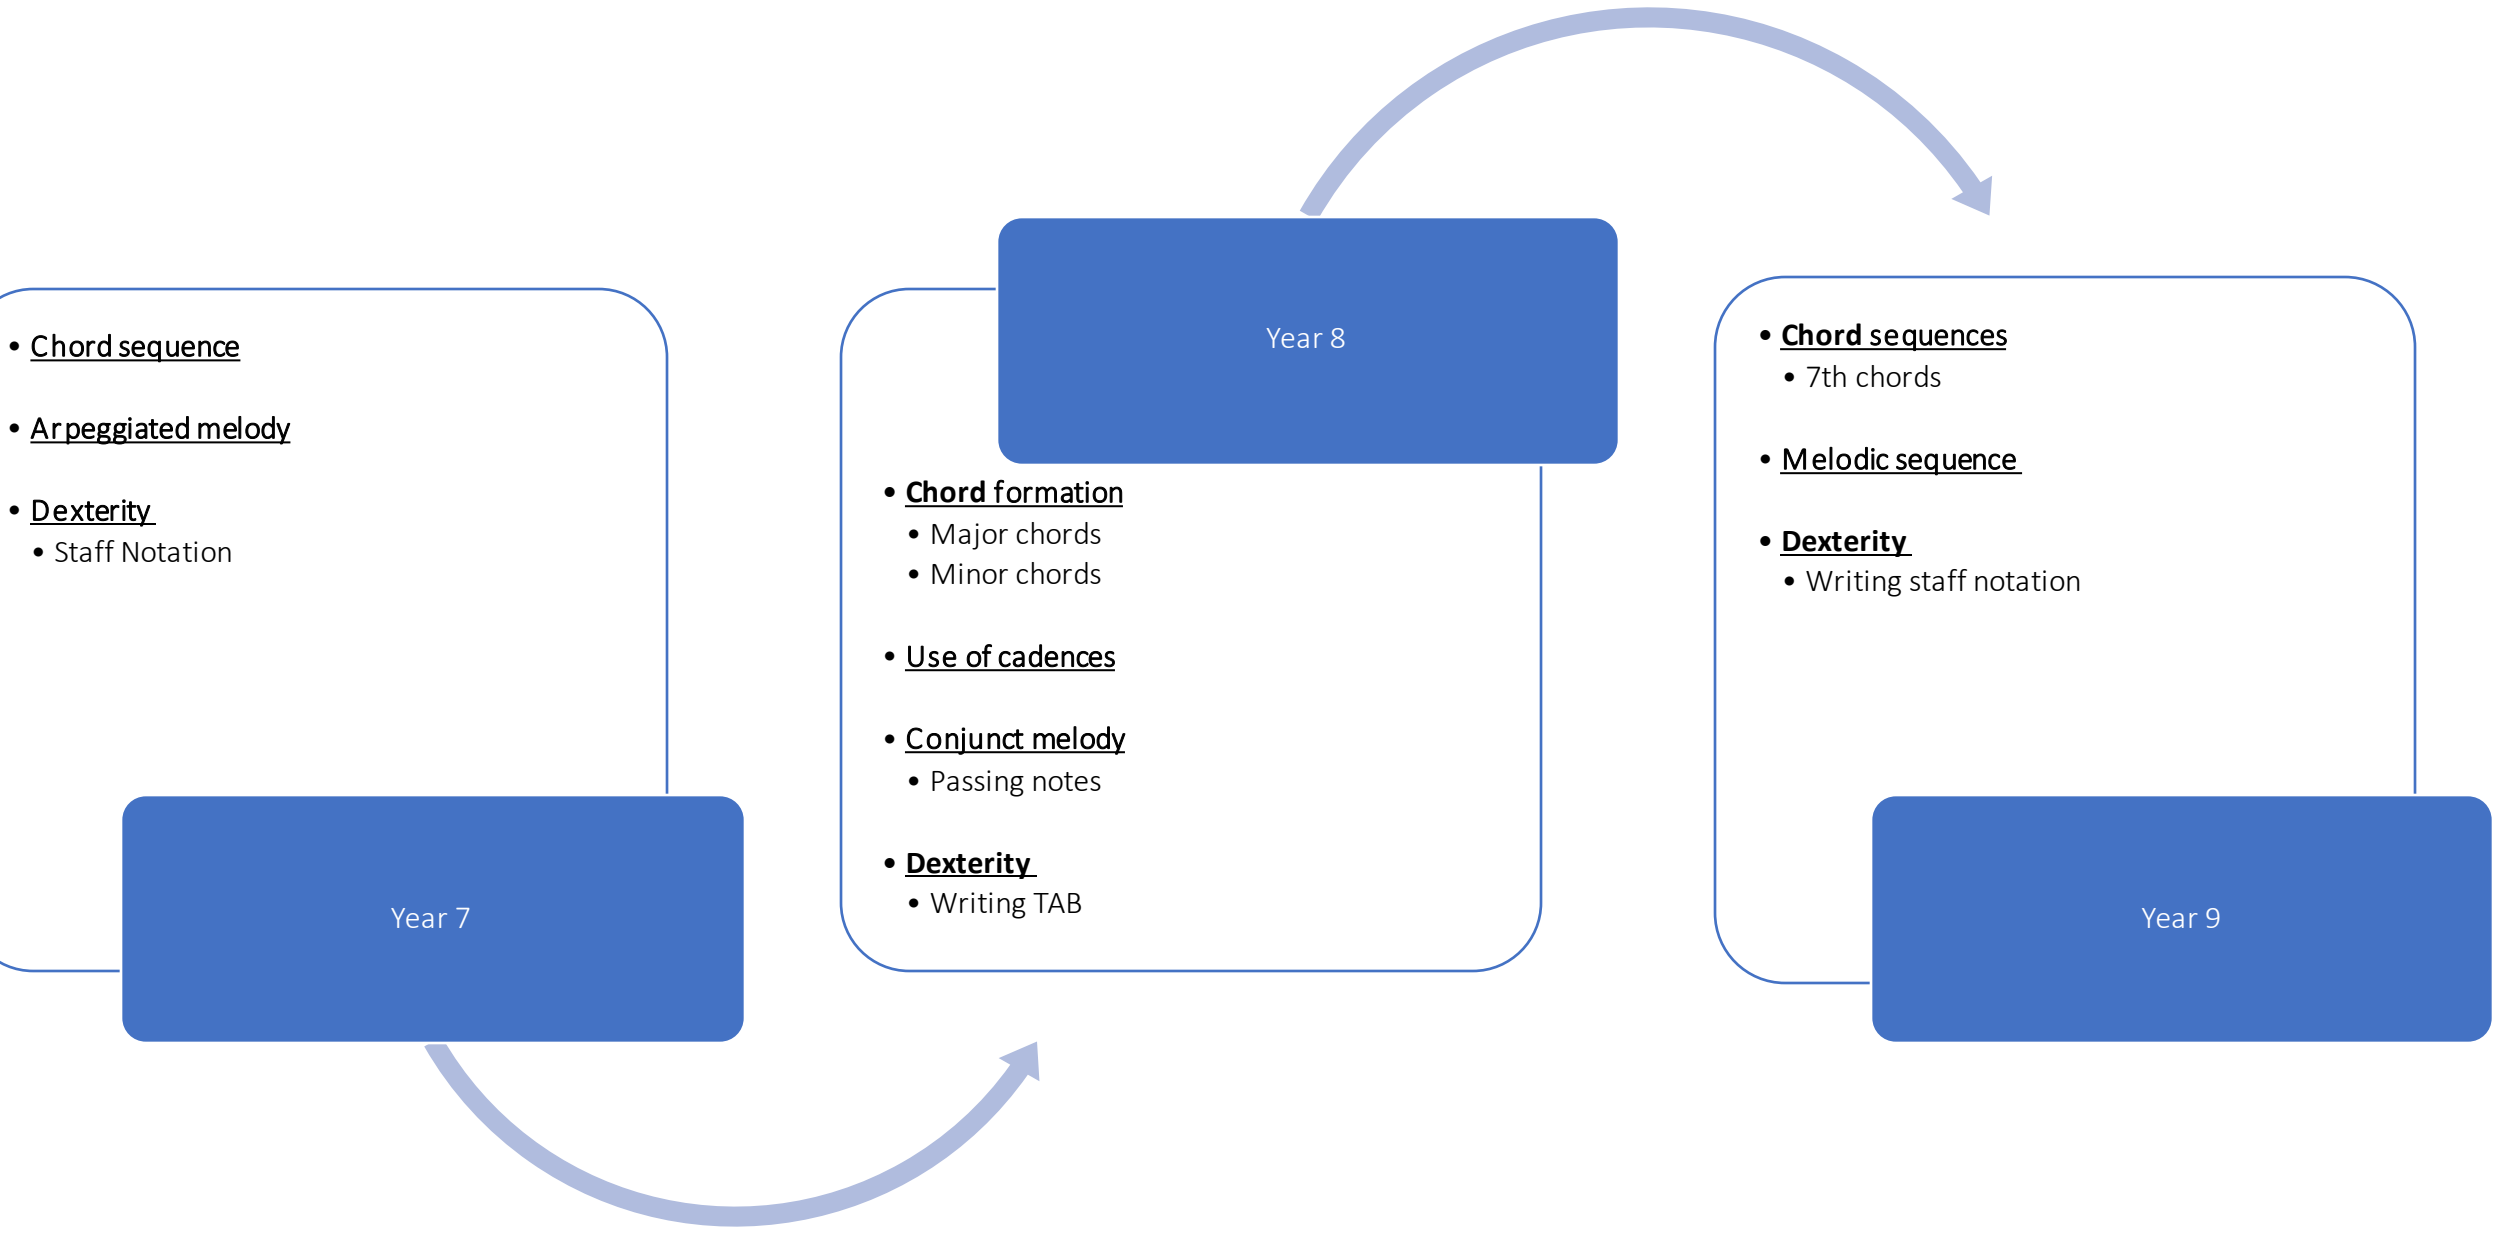 • Chord sequence
• Arpeggiated melody
• Dexterity
• Staff Notation
Year 7
Year 8
• Chord formation
• Major chords
• Minor chords
• Use of cadences
• Conjunct melody
• Passing notes
• Dexterity
• Writing TAB
• Chord sequences
• 7th chords
• Melodic sequence
• Dexterity
• Writing staff notation
Year 9